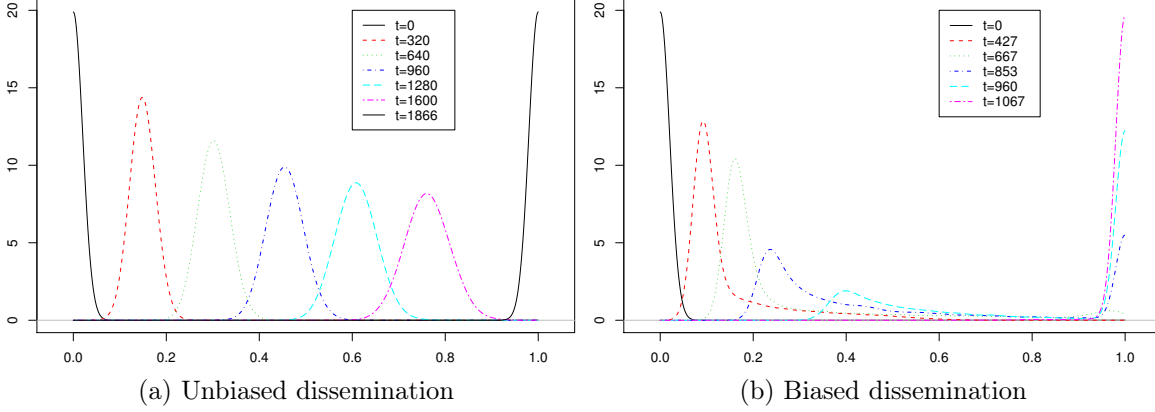 20
15
10
5
0
0.0 0.2 0.4 0.6 0.8 1.0
t=0
t=320
t=640
t=960
t=1280
t=1600
t=1866
(a) Unbiased dissemination
20
15
10
5
0
0.0 0.2 0.4 0.6 0.8 1.0
t=0
t=427
t=667
t=853
t=960
t=1067
(b) Biased dissemination